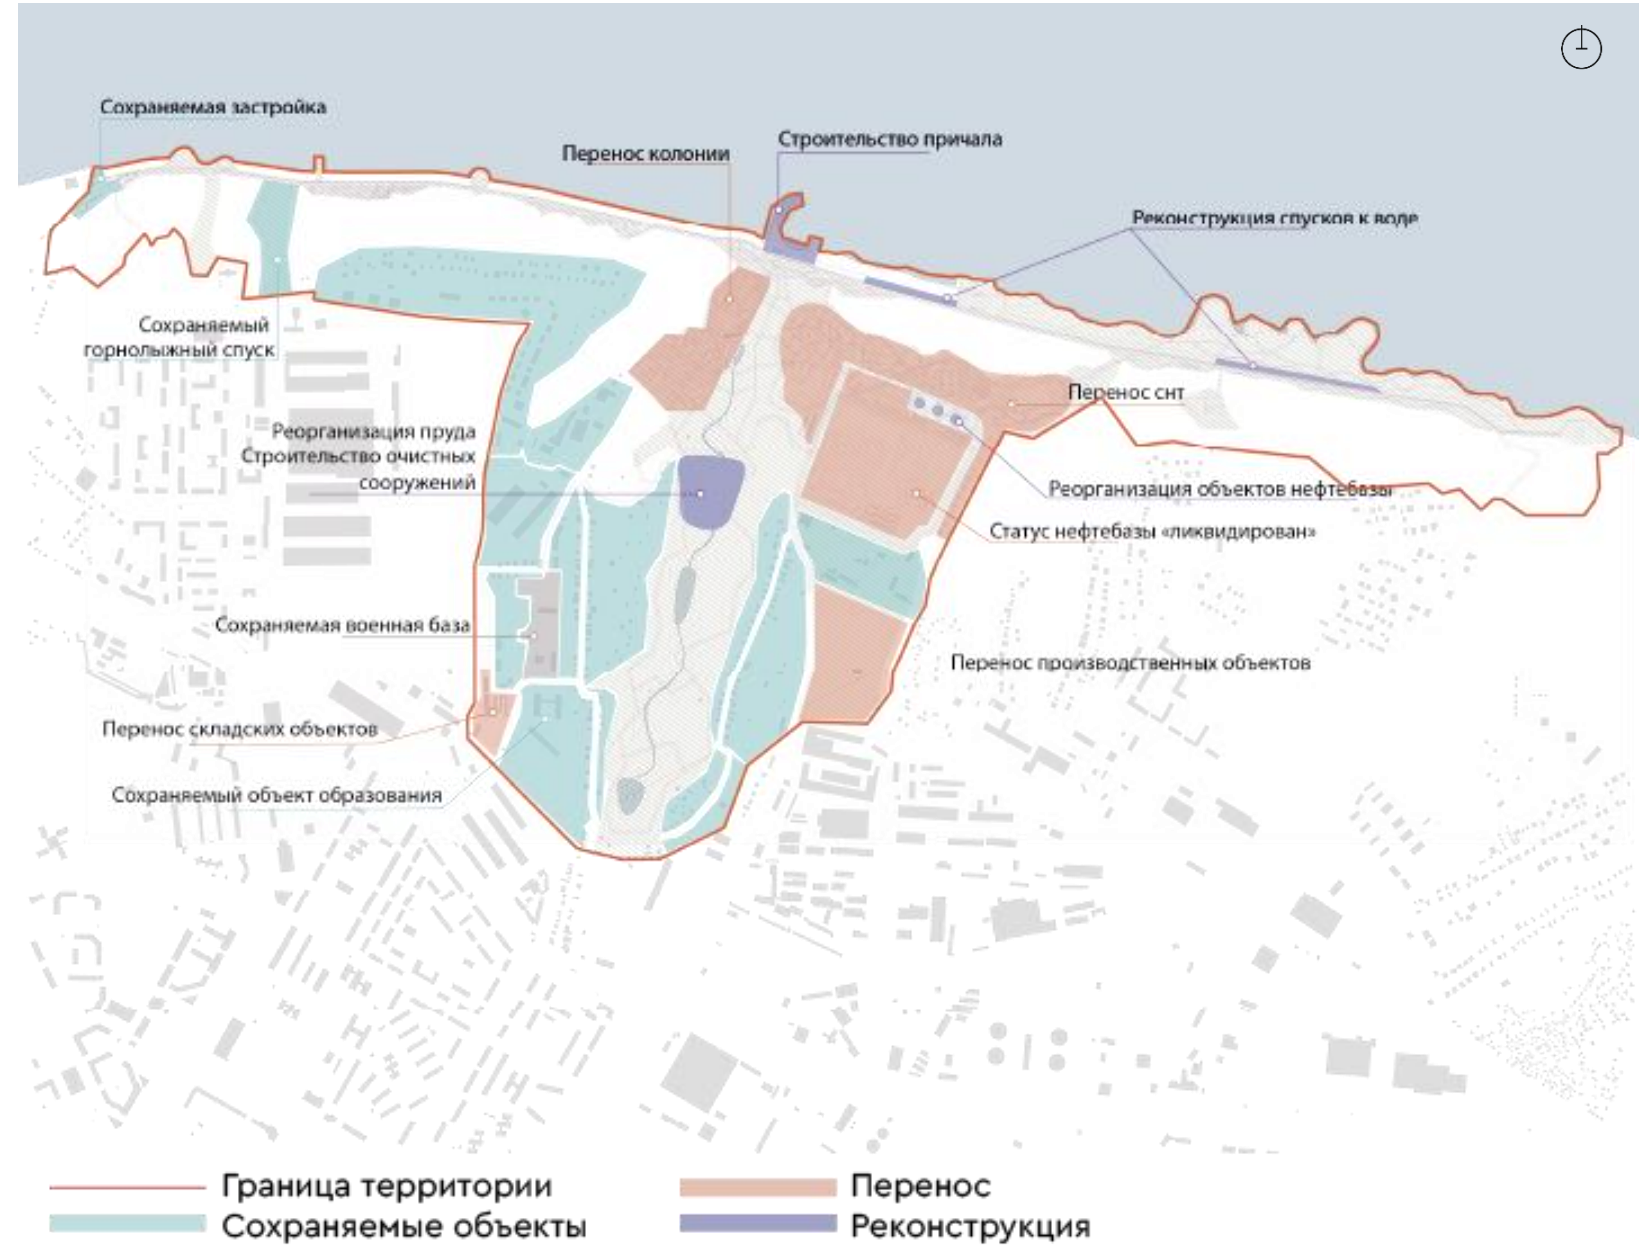 Сохраняемая застройка
Перенос колонии
Строительство причала
Реконструкция спусков к воде
Сохраняемый
горнолыжный спуск
Перенос снт
Реорганизация пруда
Строительство очистных
сооружений
Реорганизация объектов нефтебазы
Статус нефтебазы «ликвидирован»
Сохраняемая военная база
Перенос производственных объектов
Перенос складских объектов
Сохраняемый объект образования
Граница территории
Сохраняемые объекты
Перенос
Реконструкция